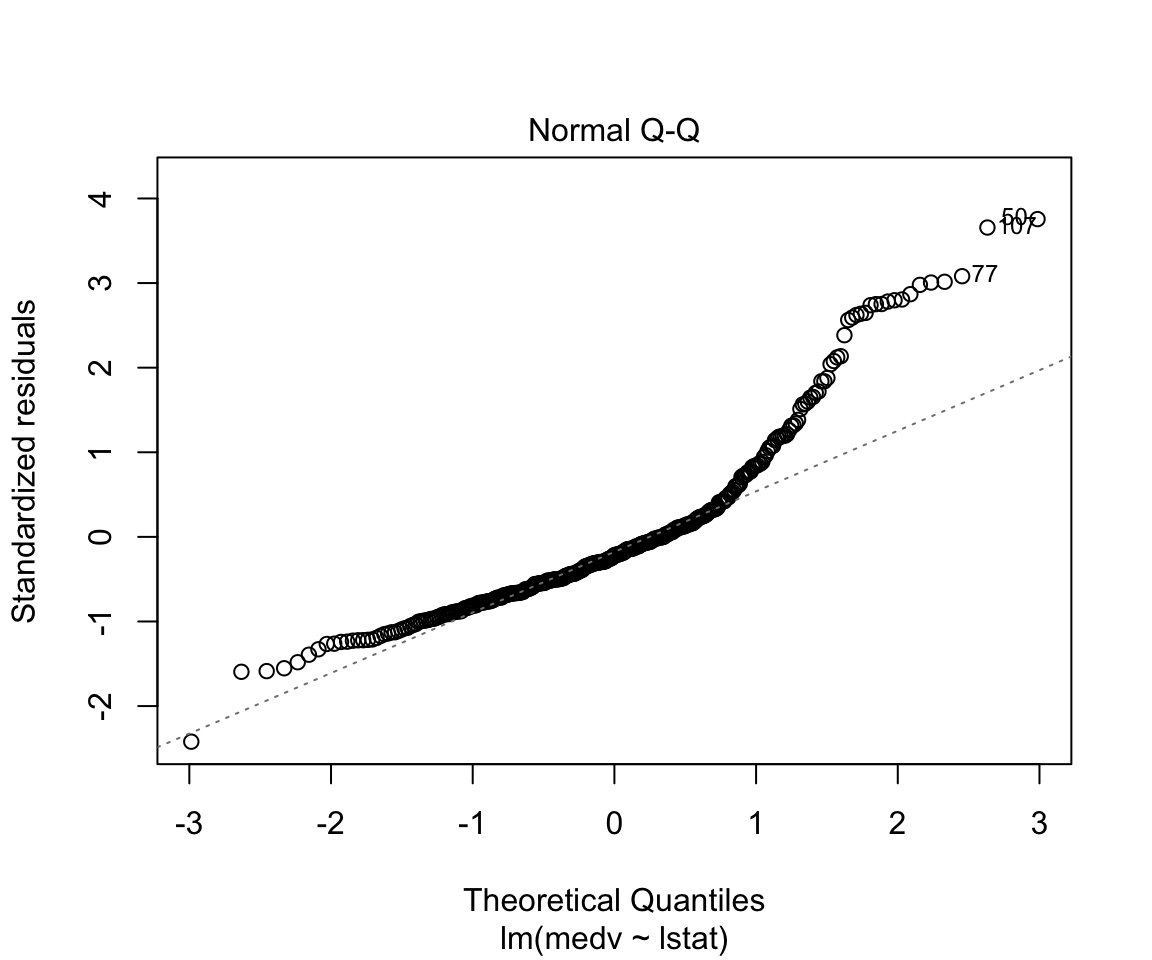 Normal Q-Q
Standardized residuals
4
3
2
1
0
-1
-2
50
107
77
-3 -2 -1 0 1 2 3
Theoretical Quantiles
lm(medv ~ lstat)